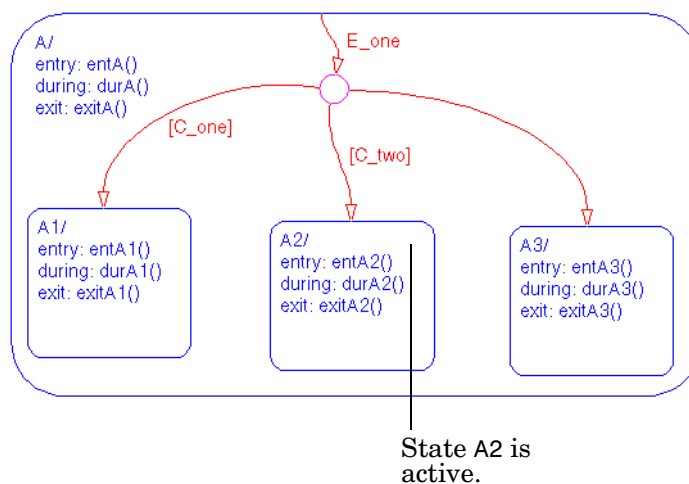 E_one
A/
entry: entA()
during: durA()
exit: exitA()
[C_one]
[C_two]
A1/
entry: entA1()
during: durA1()
exit: exitA1()
A2/
entry: entA2()
during: durA2()
exit: exitA2()
A3/
entry: entA3()
during: durA3()
exit: exitA3()
State A2 is
active.